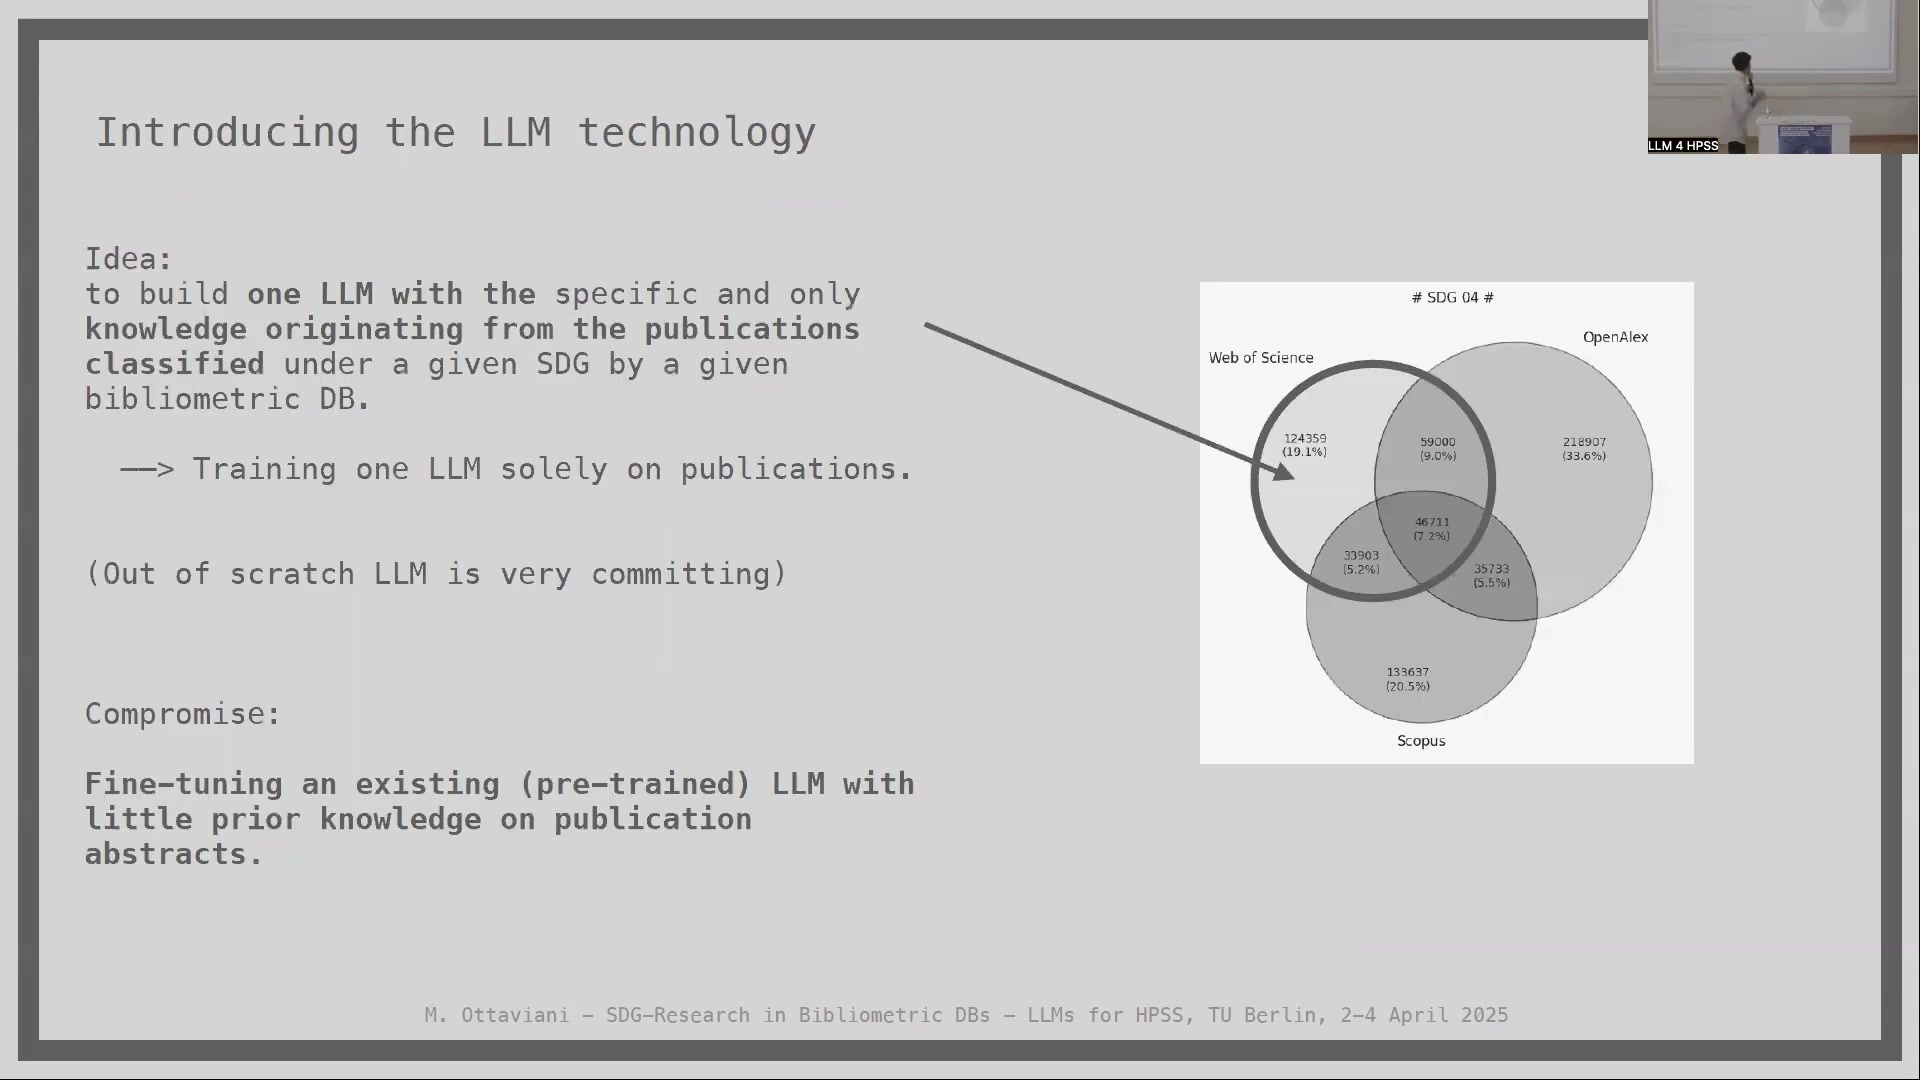 Introducing the LLM technology
Idea:
to build one LLM with the specific and only
knowledge originating from the publications
classified under a given SDG by a given
bibliometric DB.
——> Training one LLM solely on publications.
(Out of scratch LLM is very committing)
Compromise:
Fine–tuning an existing (pre–trained) LLM with
little prior knowledge on publication
abstracts.
# SDG 04 #
OpenAlex
Web of Science
124359
(19.1%)
59000
(9.0%)
218907
(33.6%)
46711
(7.2%)
33903
(5.2%)
35733
(5.5%)
133637
(20.5%)
Scopus
LLM 4 HPSS
M. Ottaviani – SDG–Research in Bibliometric DBs – LLMs for HPSS, TU Berlin, 2–4 April 2025